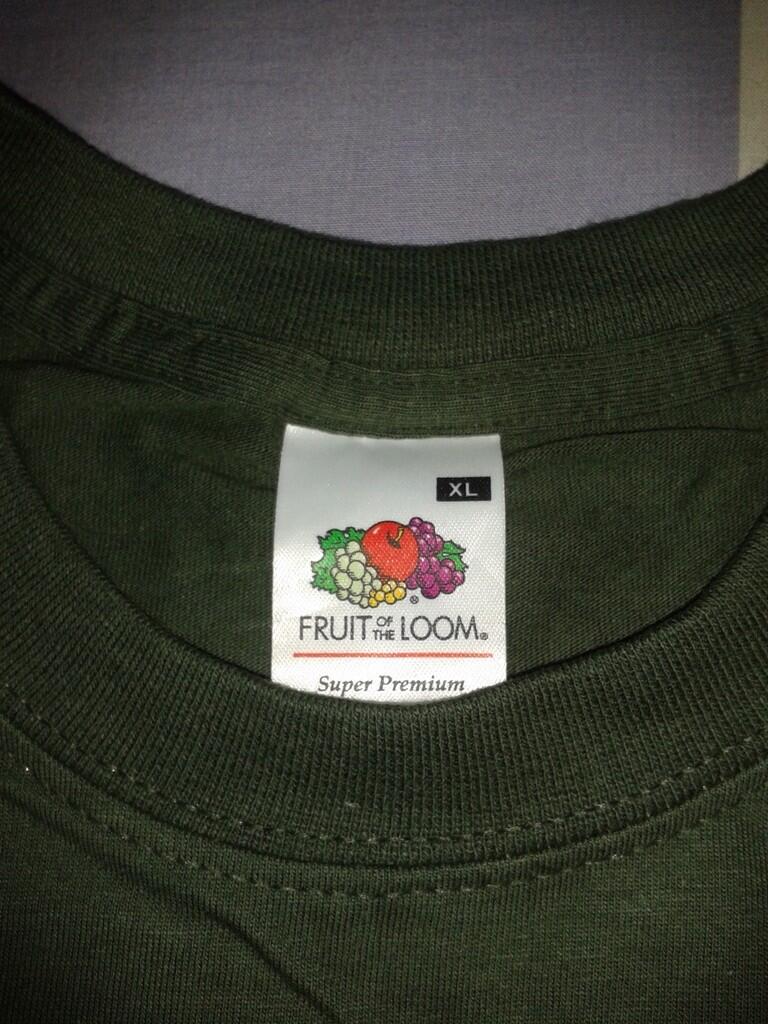 XL
FRUIT OF THE LOOM®
Super Premium